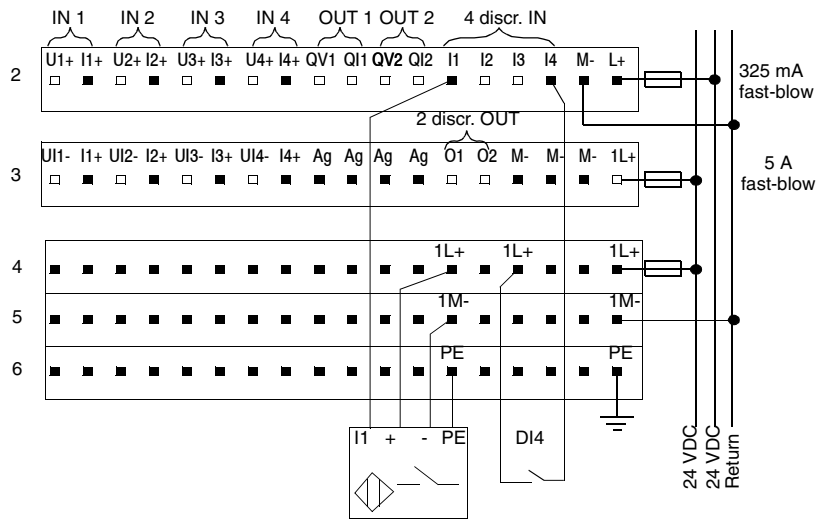 IN 1 IN 2 IN 3 IN 4 OUT 1 OUT 2 4 discr. IN
U1+ I1+ U2+ I2+ U3+ I3+ U4+ I4+ QV1 QI1 QV2 QI2 I1 I2 I3 I4 M- L+
2
325 mA
fast-blow
2 discr. OUT
UI1- I1+ UI2- I2+ UI3- I3+ UI4- I4+ Ag Ag Ag Ag O1 O2 M- M- M- 1L+
3
5 A
fast-blow
1L+ 1L+ 1L+
4
1M- 1M-
5
PE PE
6
I1 + - PE DI4
24 VDC
24 VDC
Return